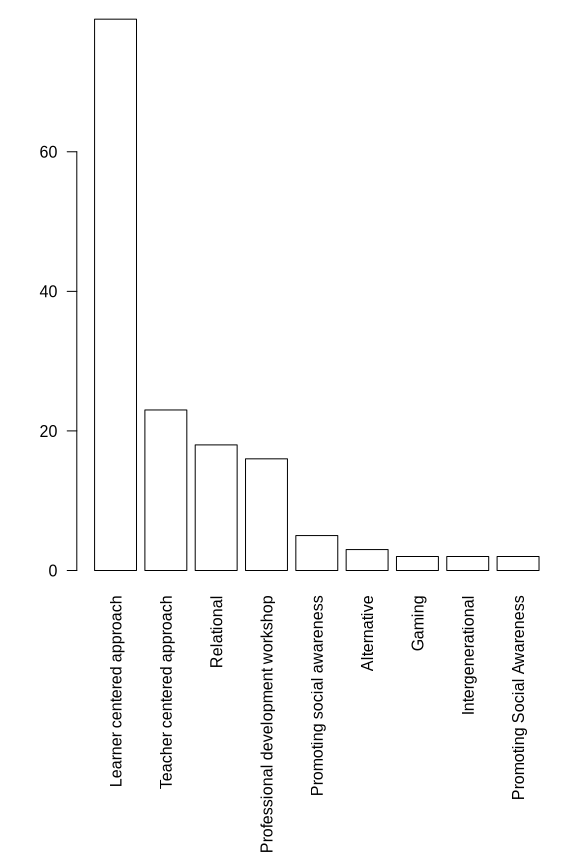 60
40
20
0
Learner centered approach
Teacher centered approach
Relational
Professional development workshop
Promoting social awareness
Alternative
Gaming
Intergenerational
Promoting Social Awareness